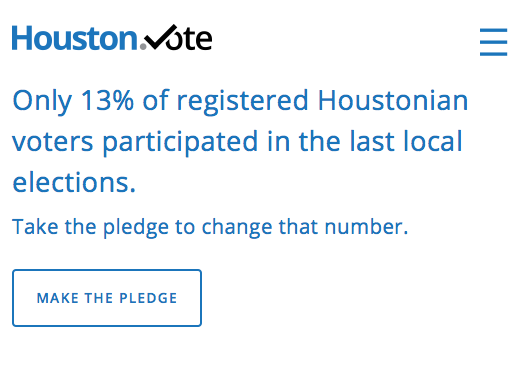 Houston.Vote
Only 13% of registered Houstonian
voters participated in the last local
elections.
Take the pledge to change that number.
MAKE THE PLEDGE